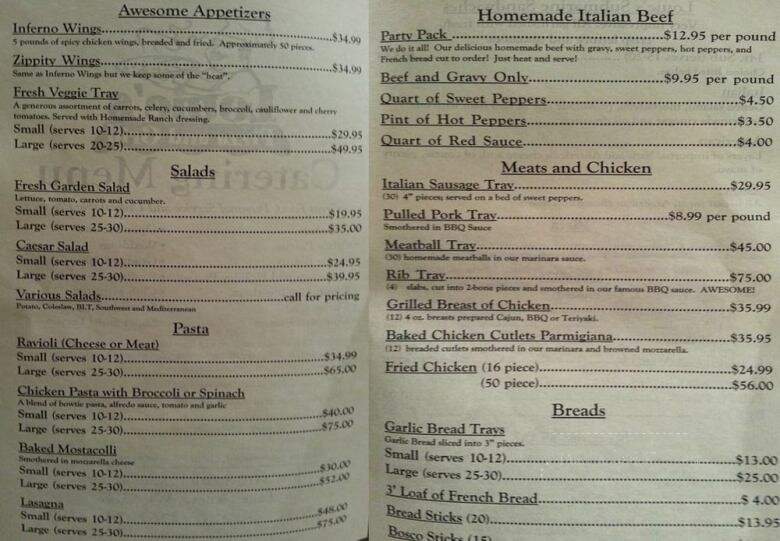 Awesome Appetizers
Inferno Wings....$34.99
5 pounds of spicy chicken wings, breaded and fried. Approximately 50 pieces.
Zippity Wings....$34.99
Same as Inferno Wings but we keep some of the "heat".
Fresh Veggie Tray
A generous assortment of carrots, celery, cucumbers, broccoli, cauliflower and cherry
tomatoes. Served with Homemade Ranch dressing.
Small (serves 10-12)....$29.95
Large (serves 20-25)....$49.95
Salads
Fresh Garden Salad
Lettuce, tomato, carrots and cucumber.
Small (serves 10-12)....$19.95
Large (serves 25-30)....$35.00
Caesar Salad
Small (serves 10-12)....$24.95
Large (serves 25-30)....$39.95
Various Salads....call for pricing
Potato, Coleslaw, BLT, Southwest and Mediterranean
Pasta
Ravioli (Cheese or Meat)
Small (serves 10-12)....$34.99
Large (serves 25-30)....$65.00
Chicken Pasta with Broccoli or Spinach
A blend of bowtie pasta, alfredo sauce, tomato and garlic
Small (serves 10-12)....$40.00
Large (serves 25-30)....$75.00
Baked Mostacolli
Smothered in mozzarella cheese
Small (serves 10-12)....$30.00
Large (serves 25-30)....$52.00
Lasagna
Small (serves 10-12)....$48.00
Large (serves 25-30)....$75.00
Homemade Italian Beef
Party Pack....$12.95 per pound
We do it all! Our delicious homemade beef with gravy, sweet peppers, hot peppers, and
French bread cut to order! Just heat and serve!
Beef and Gravy Only....$9.95 per pound
Quart of Sweet Peppers....$4.50
Pint of Hot Peppers....$3.50
Quart of Red Sauce....$4.00
Meats and Chicken
Italian Sausage Tray....$29.95
(30) 4" pieces served on a bed of sweet peppers.
Pulled Pork Tray....$8.99 per pound
Smothered in BBQ Sauce
Meatball Tray....$45.00
(30) homemade meatballs in our marinara sauce.
Rib Tray....$75.00
(4) slabs, cut into 2-bone pieces and smothered in our famous BBQ sauce. AWESOME!
Grilled Breast of Chicken....$35.99
(12) 4 oz. breasts prepared Cajun, BBQ or Teriyaki.
Baked Chicken Cutlets Parmigiana....$35.95
(12) breaded cutlets smothered in our marinara and browned mozzarella.
Fried Chicken (16 piece)....$24.99
(50 piece)....$56.00
Breads
Garlic Bread Trays
Garlic Bread sliced into 3" pieces.
Small (serves 10-12)....$13.00
Large (serves 25-30)....$25.00
3' Loaf of French Bread....$ 4.00
Bread Sticks (20)....$13.95
Bosco Sticks (15)